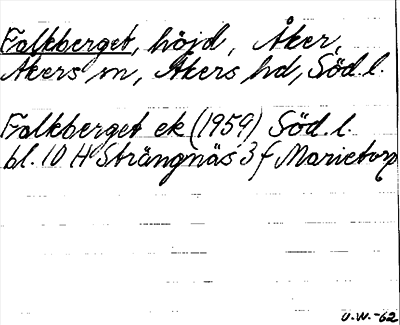 Falkberget, höjd, Åker,
Åkers sn, Åkers hd, Söd. l.
Falkberget ek (1959) Söd. l.
bl. 10 H Strängnäs 3 f Marietorp
U.W.-62